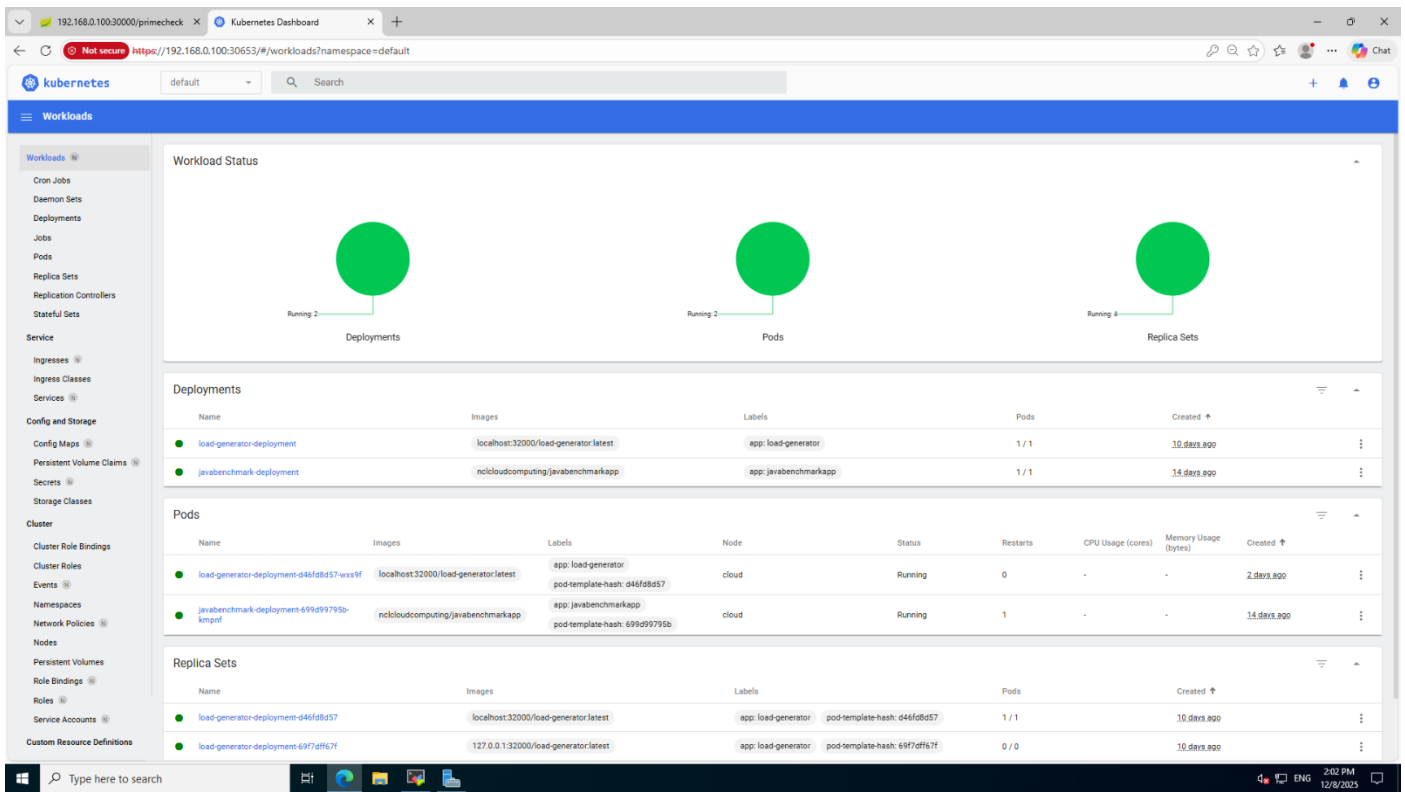 192.168.0.100:30000/primecheck
Kubernetes Dashboard
Not secure https://192.168.0.100:30653/#/workloads?namespace=default
Chat
kubernetes
default
Search
Workloads
Workloads N
Cron Jobs
Daemon Sets
Deployments
Jobs
Pods
Replica Sets
Replication Controllers
Stateful Sets
Service
Ingresses N
Ingress Classes
Services N
Config and Storage
Config Maps N
Persistent Volume Claims N
Secrets N
Storage Classes
Cluster
Cluster Role Bindings
Cluster Roles
Events N
Namespaces
Network Policies N
Nodes
Persistent Volumes
Role Bindings N
Roles N
Service Accounts N
Custom Resource Definitions
Workload Status
Running: 2
Deployments
Running: 2
Pods
Running: 4
Replica Sets
Deployments
Name Images Labels Pods Created
load-generator-deployment localhost:32000/load-generator:latest app: load-generator 1 / 1 10 days ago
javabenchmark-deployment nclcloudcomputing/javabenchmarkapp app: javabenchmarkapp 1 / 1 14 days ago
Pods
Name Images Labels Node Status Restarts CPU Usage (cores) Memory Usage (bytes) Created
load-generator-deployment-d46fd8d57-wxs9f localhost:32000/load-generator:latest app: load-generator cloud Running 0 - - 2 days ago
pod-template-hash: d46fd8d57
javabenchmark-deployment-699d99795b-kmpnf nclcloudcomputing/javabenchmarkapp app: javabenchmarkapp cloud Running 1 - - 14 days ago
pod-template-hash: 699d99795b
Replica Sets
Name Images Labels Pods Created
load-generator-deployment-d46fd8d57 localhost:32000/load-generator:latest app: load-generator pod-template-hash: d46fd8d57 1 / 1 10 days ago
load-generator-deployment-69f7dff67f 127.0.0.1:32000/load-generator:latest app: load-generator pod-template-hash: 69f7dff67f 0 / 0 10 days ago
Type here to search
ENG
2:02 PM
12/8/2025